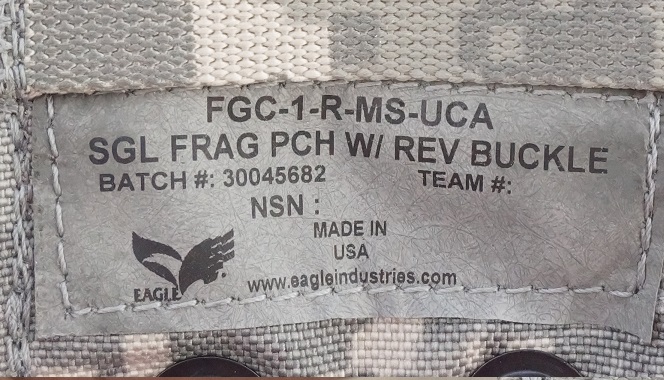 FGC-1-R-MS-UCA
SGL FRAG PCH W/ REV BUCKLE
BATCH #: 30045682 TEAM #:
NSN :
MADE IN
USA
EAGLE www.eagleindustries.com